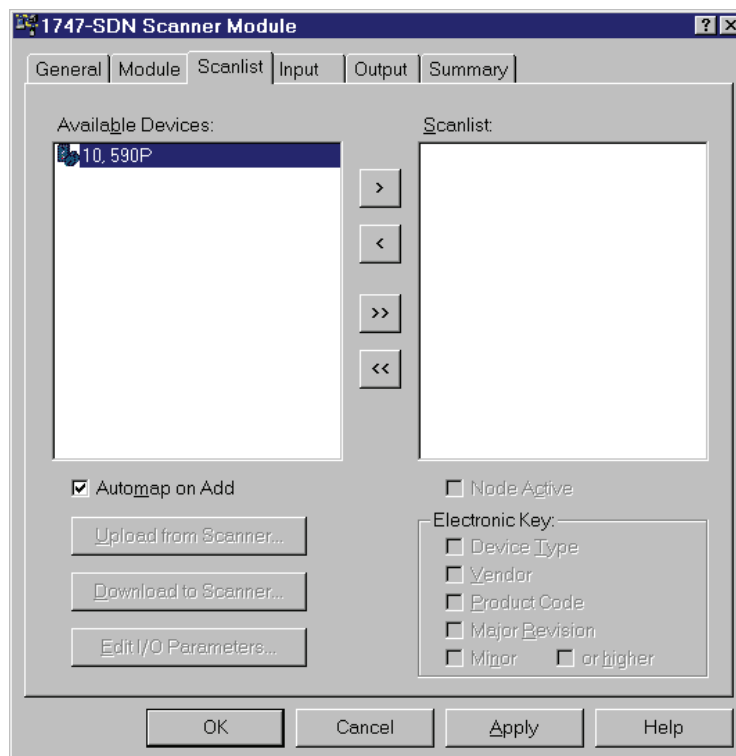 1747-SDN Scanner Module
General Module Scanlist Input Output Summary
Available Devices:
10, 590P
Scanlist:
>
<
>>
<<
Automap on Add
Upload from Scanner...
Download to Scanner...
Edit I/O Parameters...
Node Active
Electronic Key:
Device Type
Vendor
Product Code
Major Revision
Minor or higher
OK Cancel Apply Help